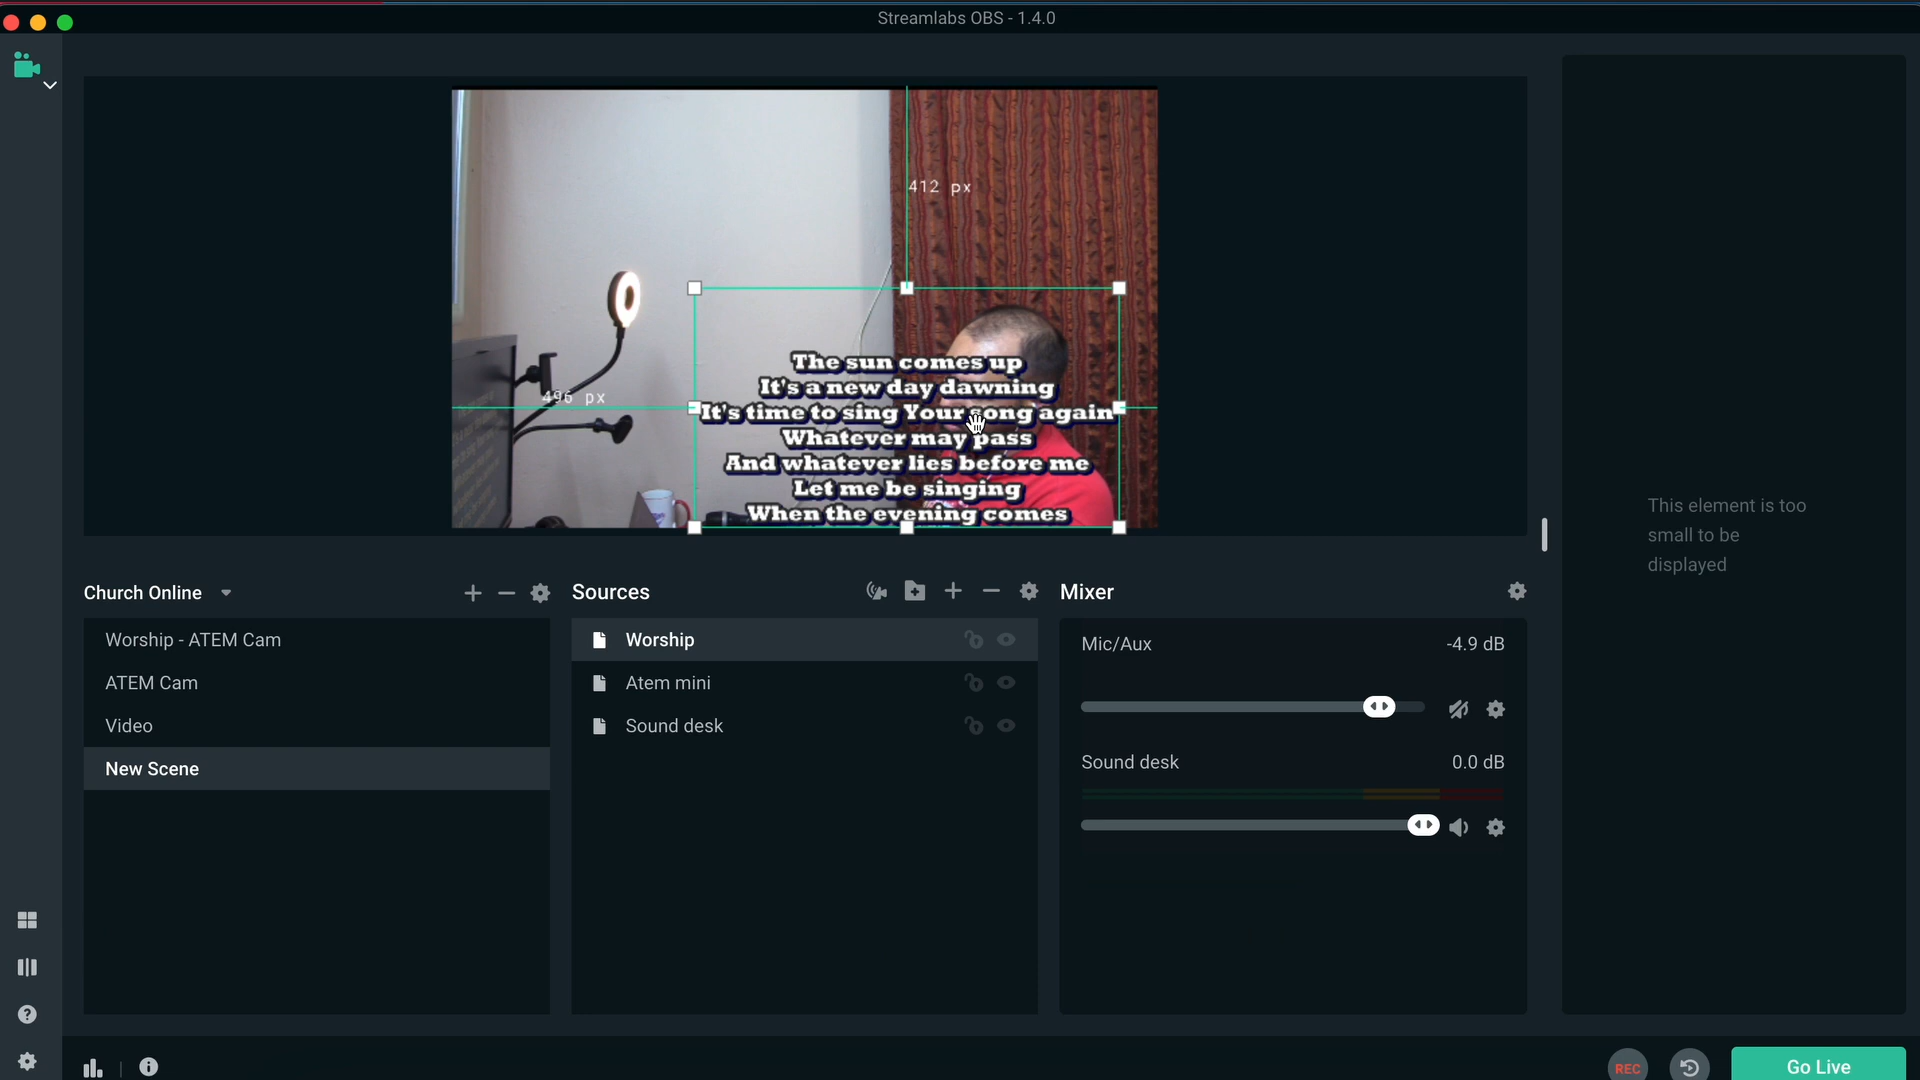 Streamlabs OBS - 1.4.0
412 px
496 px
The sun comes up
It's a new day dawning
It's time to sing Your song again
Whatever may pass
And whatever lies before me
Let me be singing
When the evening comes
This element is too
small to be
displayed
Church Online
Worship - ATEM Cam
ATEM Cam
Video
New Scene
Sources
Worship
Atem mini
Sound desk
Mixer
Mic/Aux
-4.9 dB
Sound desk
0.0 dB
REC
Go Live